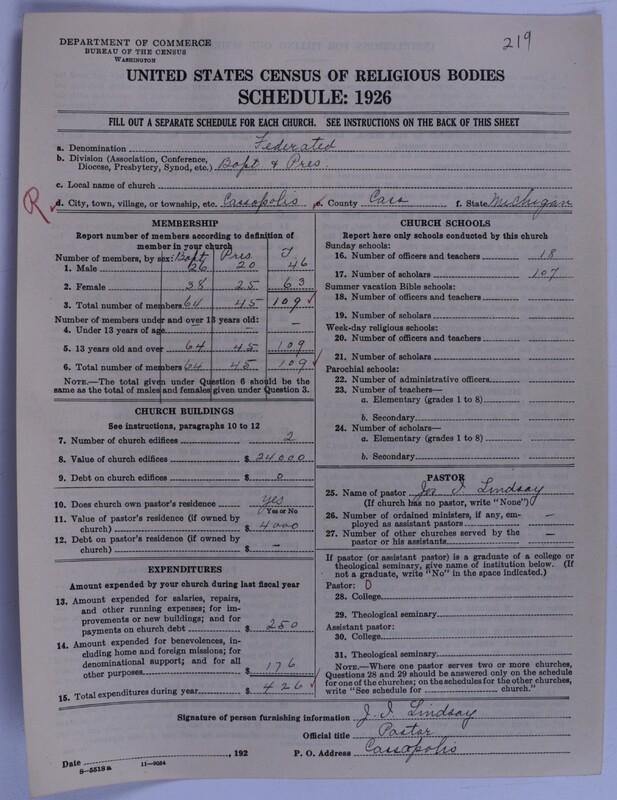 219
DEPARTMENT OF COMMERCE
BUREAU OF THE CENSUS
WASHINGTON
UNITED STATES CENSUS OF RELIGIOUS BODIES
SCHEDULE: 1926
FILL OUT A SEPARATE SCHEDULE FOR EACH CHURCH. SEE INSTRUCTIONS ON THE BACK OF THIS SHEET
a. Denomination Federated
b. Division (Association, Conference, Diocese, Presbytery, Synod, etc.) Bapt & Pres.
c. Local name of church
R d. City, town, village, or township, etc. Cassopolis e. County Cass f. State Michigan
MEMBERSHIP
Report number of members according to definition of
member in your church
Number of members, by sex: Bapt Pres. T
1. Male 26 20 46
2. Female 38 25 63
3. Total number of members 64 45 109
Number of members under and over 13 years old:
4. Under 13 years of age — —
5. 13 years old and over 64 45 109
6. Total number of members 64 45 109
NOTE.—The total given under Question 6 should be the
same as the total of males and females given under Question 3.
CHURCH BUILDINGS
See instructions, paragraphs 10 to 12
7. Number of church edifices 2
8. Value of church edifices $ 24000
9. Debt on church edifices $ 0
10. Does church own pastor's residence yes
Yes or No
11. Value of pastor's residence (if owned by
church) $ 4000
12. Debt on pastor's residence (if owned by
church) $ —
EXPENDITURES
Amount expended by your church during last fiscal year
13. Amount expended for salaries, repairs,
and other running expenses; for im-
provements or new buildings; and for
payments on church debt $ 250
14. Amount expended for benevolences, in-
cluding home and foreign missions; for
denominational support; and for all
other purposes $ 176
15. Total expenditures during year $ 426
CHURCH SCHOOLS
Report here only schools conducted by this church
Sunday schools:
16. Number of officers and teachers 18
17. Number of scholars 107
Summer vacation Bible schools:
18. Number of officers and teachers
19. Number of scholars
Week-day religious schools:
20. Number of officers and teachers
21. Number of scholars
Parochial schools:
22. Number of administrative officers
23. Number of teachers—
a. Elementary (grades 1 to 8)
b. Secondary
24. Number of scholars—
a. Elementary (grades 1 to 8)
b. Secondary
PASTOR
25. Name of pastor Jos. I. Lindsay
(If church has no pastor, write "None")
26. Number of ordained ministers, if any, em-
ployed as assistant pastors —
27. Number of other churches served by the
pastor or his assistants —
If pastor (or assistant pastor) is a graduate of a college or
theological seminary, give name of institution below. (If
not a graduate, write "No" in the space indicated.)
Pastor: 0
28. College
29. Theological seminary
Assistant pastor:
30. College
31. Theological seminary
NOTE.—Where one pastor serves two or more churches,
Questions 28 and 29 should be answered only on the schedule
for one of the churches; on the schedules for the other churches,
write "See schedule for church."
Signature of person furnishing information J. I. Lindsay
Official title Pastor
Date , 192 P. O. Address Cassopolis
8—5518a 11—9084